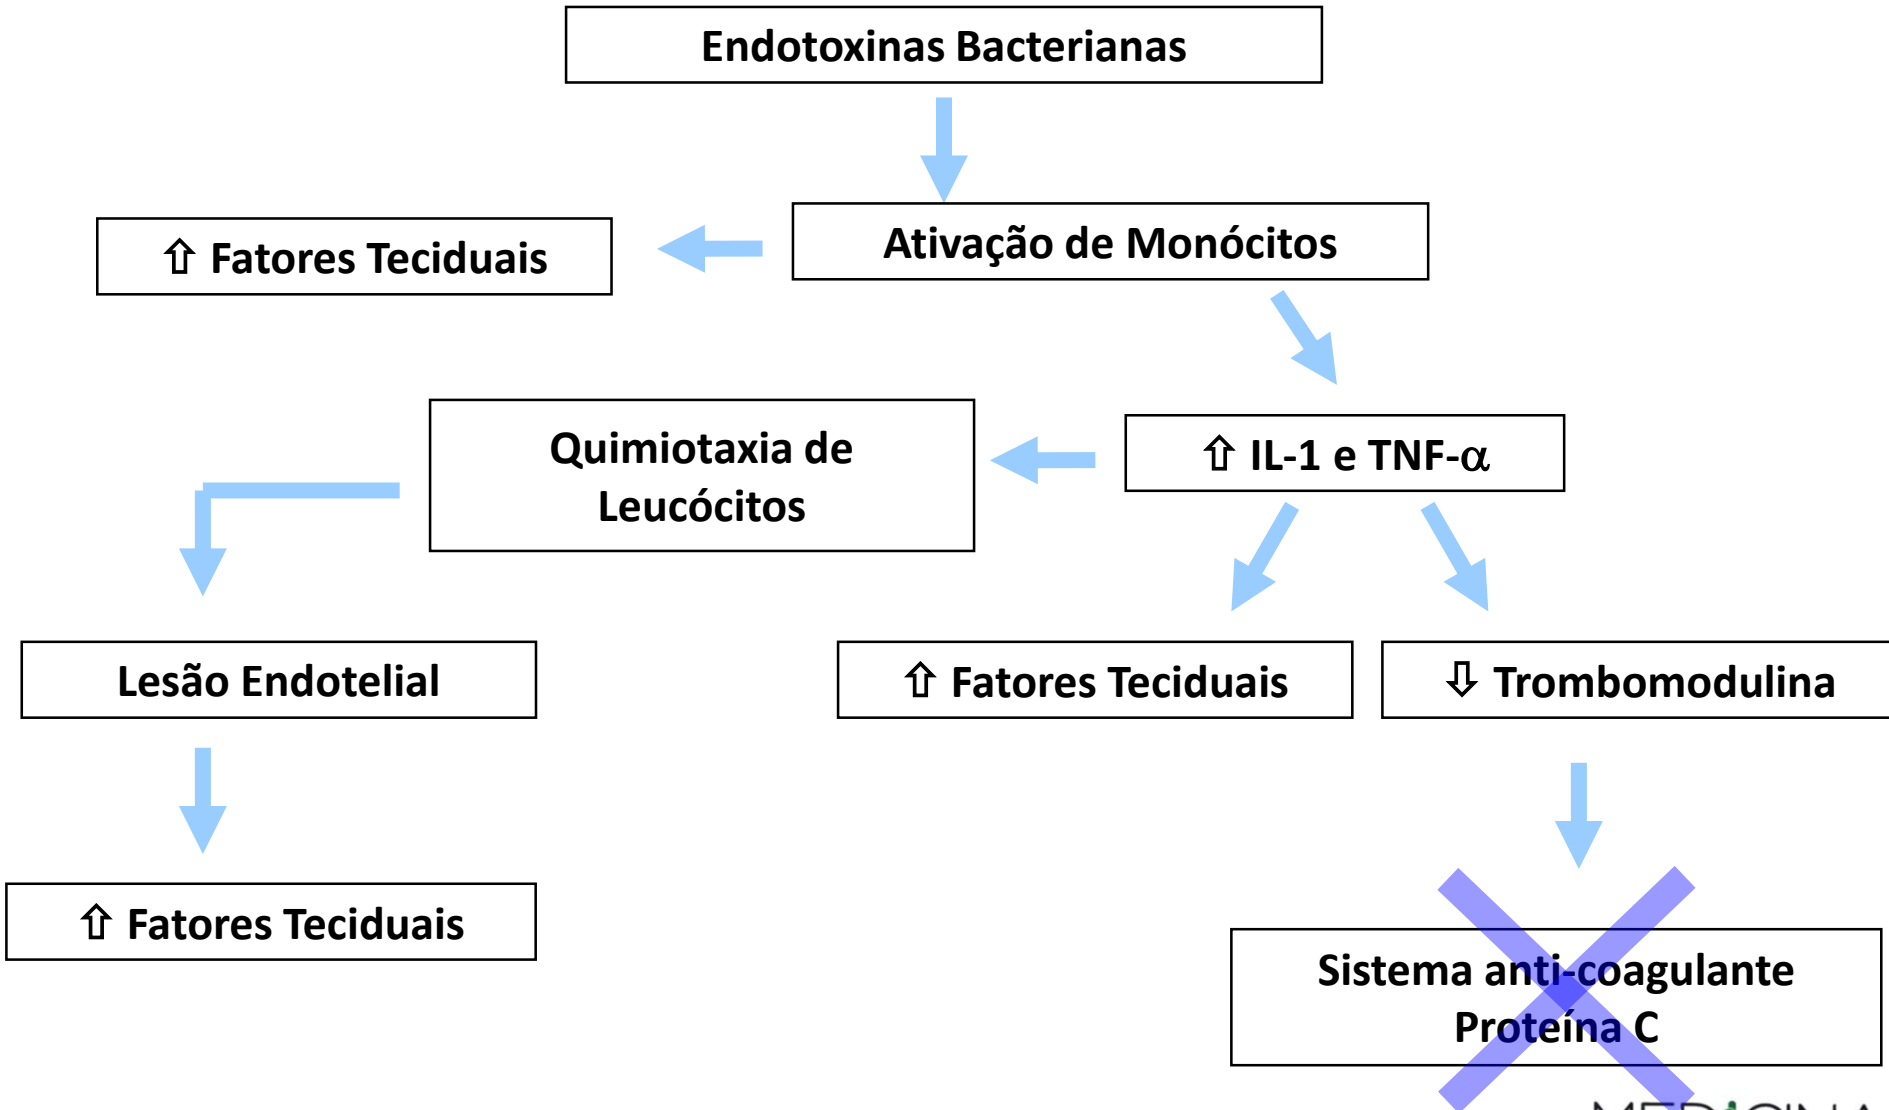 Endotoxinas Bacterianas
Ativação de Monócitos
⇧ Fatores Teciduais
Quimiotaxia de
Leucócitos
⇧ IL-1 e TNF-α
Lesão Endotelial
⇧ Fatores Teciduais
⇩ Trombomodulina
⇧ Fatores Teciduais
Sistema anti-coagulante
Proteína C
MEDICINA